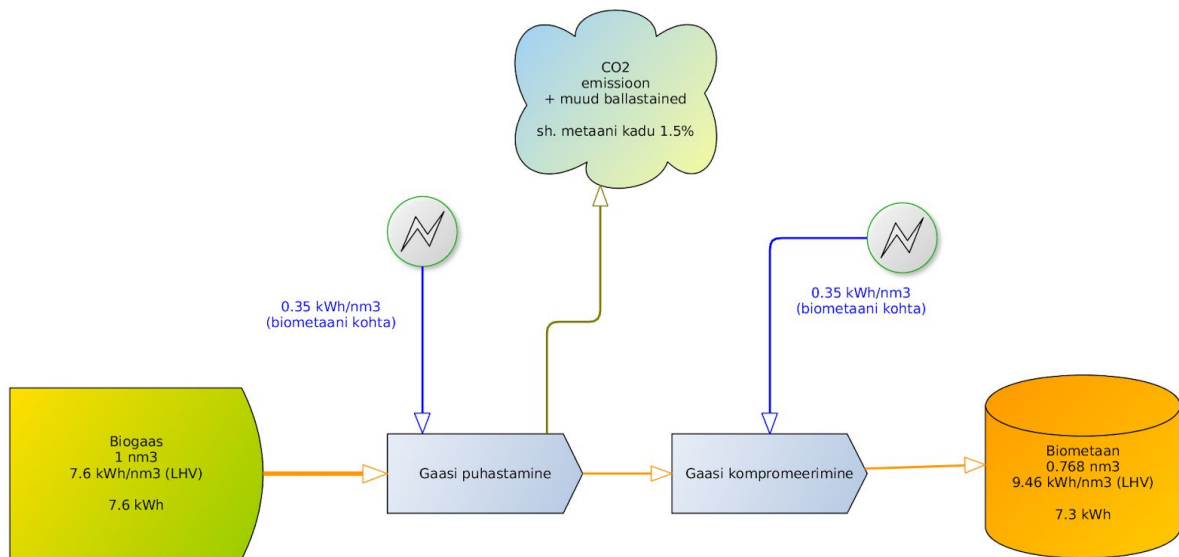 CO2
emissioon
+ muud ballastained
sh. metaani kadu 1.5%
0.35 kWh/nm3
(biometaani kohta)
0.35 kWh/nm3
(biometaani kohta)
Biogaas
1 nm3
7.6 kWh/nm3 (LHV)
7.6 kWh
Gaasi puhastamine
Gaasi kompromeerimine
Biometaan
0.768 nm3
9.46 kWh/nm3 (LHV)
7.3 kWh